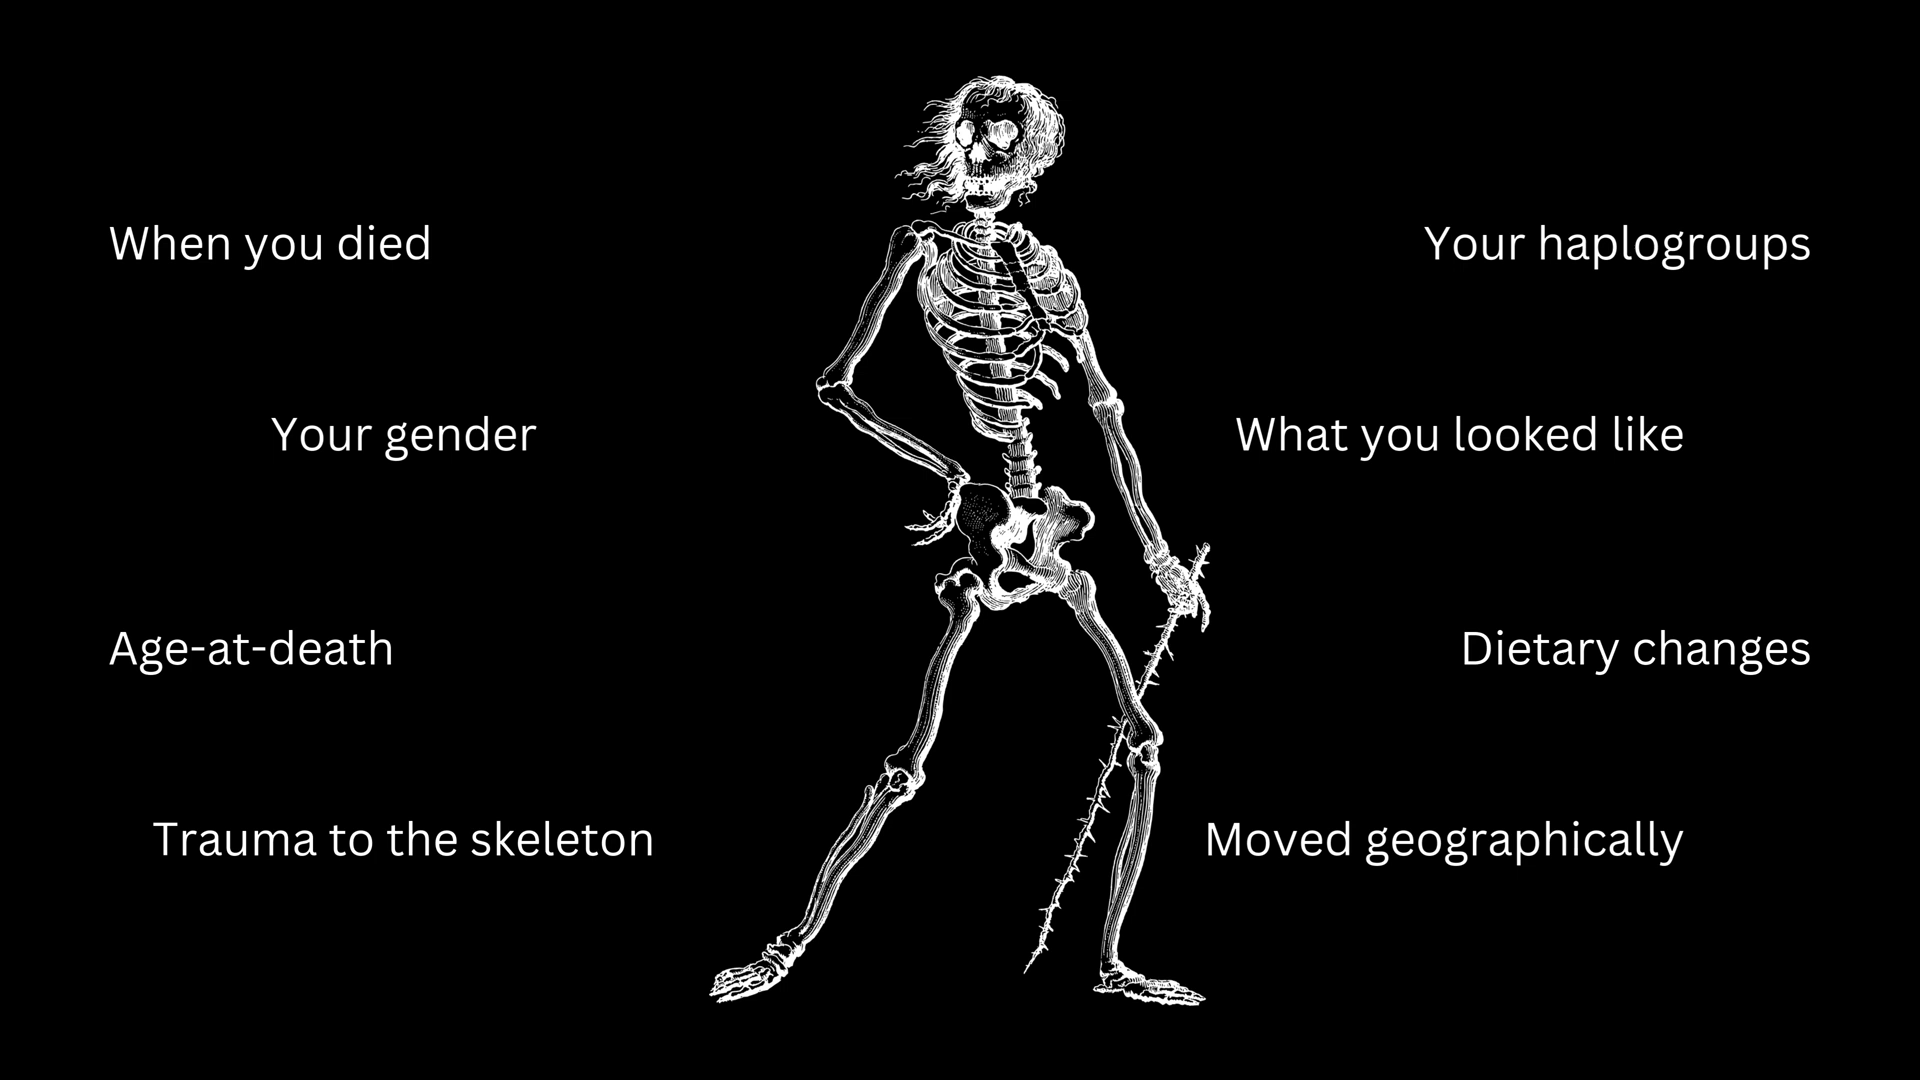 When you died
Your haplogroups
Your gender
What you looked like
Age-at-death
Dietary changes
Trauma to the skeleton
Moved geographically